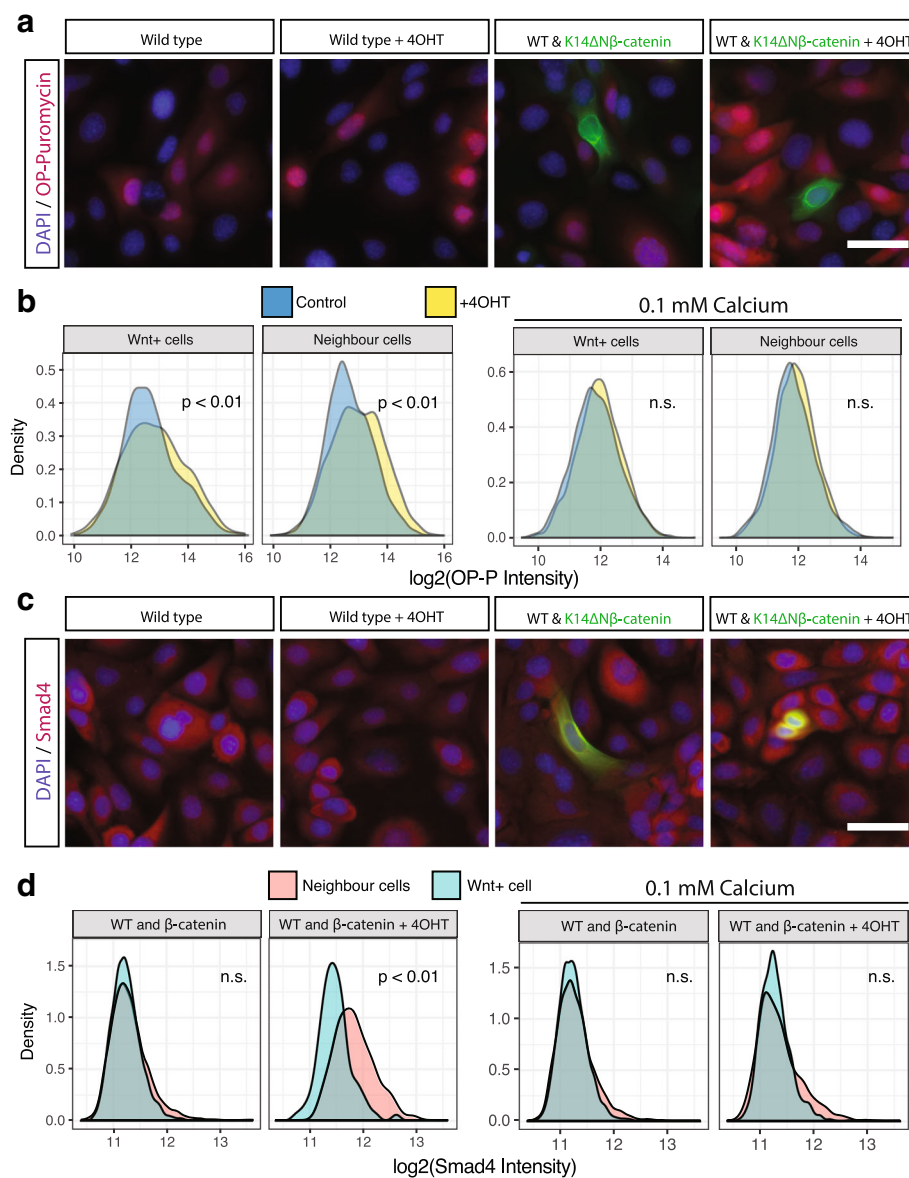 a
Wild type
Wild type + 4OHT
WT & K14ΔNβ-catenin
WT & K14ΔNβ-catenin + 4OHT
DAPI / OP-Puromycin
b
Control
+4OHT
0.1 mM Calcium
Wnt+ cells
Neighbour cells
Wnt+ cells
Neighbour cells
p < 0.01
p < 0.01
n.s.
n.s.
Density
0.5
0.4
0.3
0.2
0.1
0.0
0.6
0.4
0.2
0.0
10 12 14 16
10 12 14 16
10 12 14
10 12 14
log2(OP-P Intensity)
c
Wild type
Wild type + 4OHT
WT & K14ΔNβ-catenin
WT & K14ΔNβ-catenin + 4OHT
DAPI / Smad4
d
Neighbour cells
Wnt+ cell
0.1 mM Calcium
WT and β-catenin
WT and β-catenin + 4OHT
WT and β-catenin
WT and β-catenin + 4OHT
n.s.
p < 0.01
n.s.
n.s.
Density
1.5
1.0
0.5
0.0
1.5
1.0
0.5
0.0
11 12 13
11 12 13
11 12 13
11 12 13
log2(Smad4 Intensity)